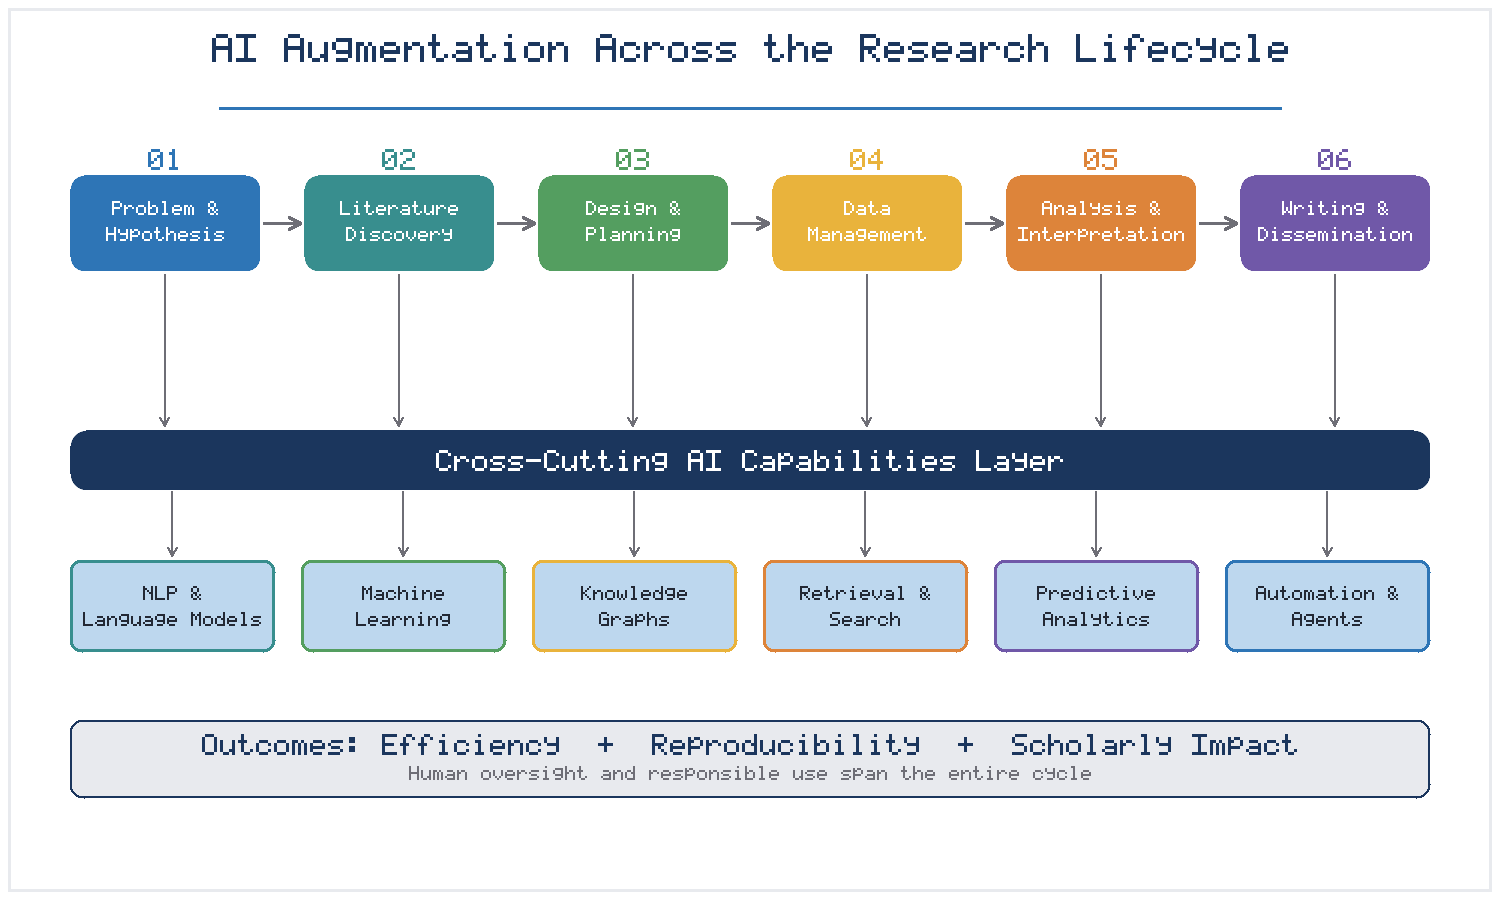 AI Augmentation Across the Research Lifecycle
01
02
03
04
05
06
Problem &
Hypothesis
Literature
Discovery
Design &
Planning
Data
Management
Analysis &
Interpretation
Writing &
Dissemination
Cross-Cutting AI Capabilities Layer
NLP &
Language Models
Machine
Learning
Knowledge
Graphs
Retrieval &
Search
Predictive
Analytics
Automation &
Agents
Outcomes: Efficiency + Reproducibility + Scholarly Impact
Human oversight and responsible use span the entire cycle